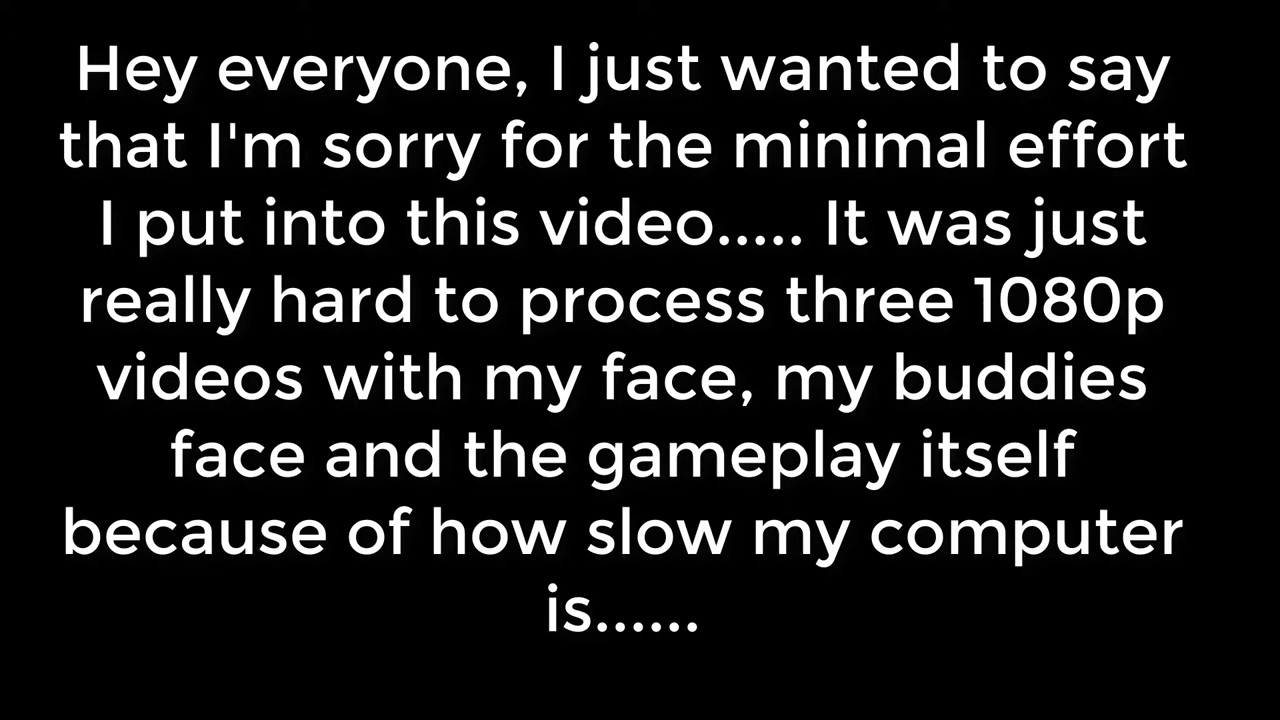 Hey everyone, I just wanted to say
that I'm sorry for the minimal effort
I put into this video..... It was just
really hard to process three 1080p
videos with my face, my buddies
face and the gameplay itself
because of how slow my computer
is......